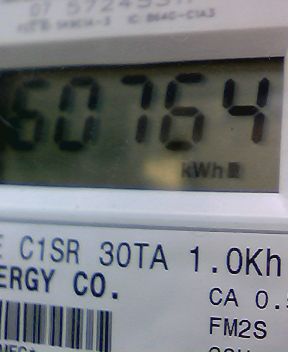 60764
kWh
E C1SR 30TA 1.0Kh
ERGY CO.
CA 0.
FM2S